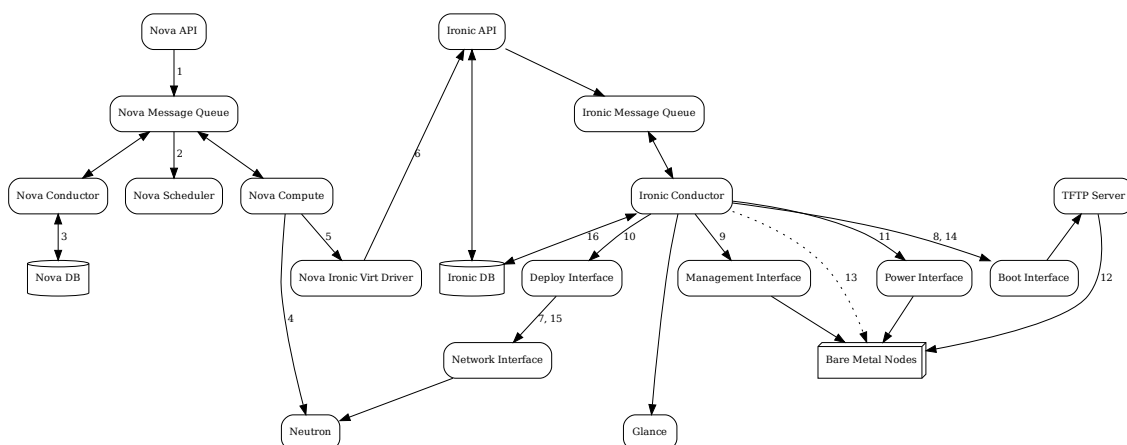 Nova API
Ironic API
1
Nova Message Queue
Ironic Message Queue
2
6
Nova Conductor
Nova Scheduler
Nova Compute
Ironic Conductor
TFTP Server
3
5
16
10
9
11
8, 14
Nova DB
Nova Ironic Virt Driver
Ironic DB
Deploy Interface
Management Interface
13
Power Interface
Boot Interface
12
4
7, 15
Network Interface
Bare Metal Nodes
Neutron
Glance